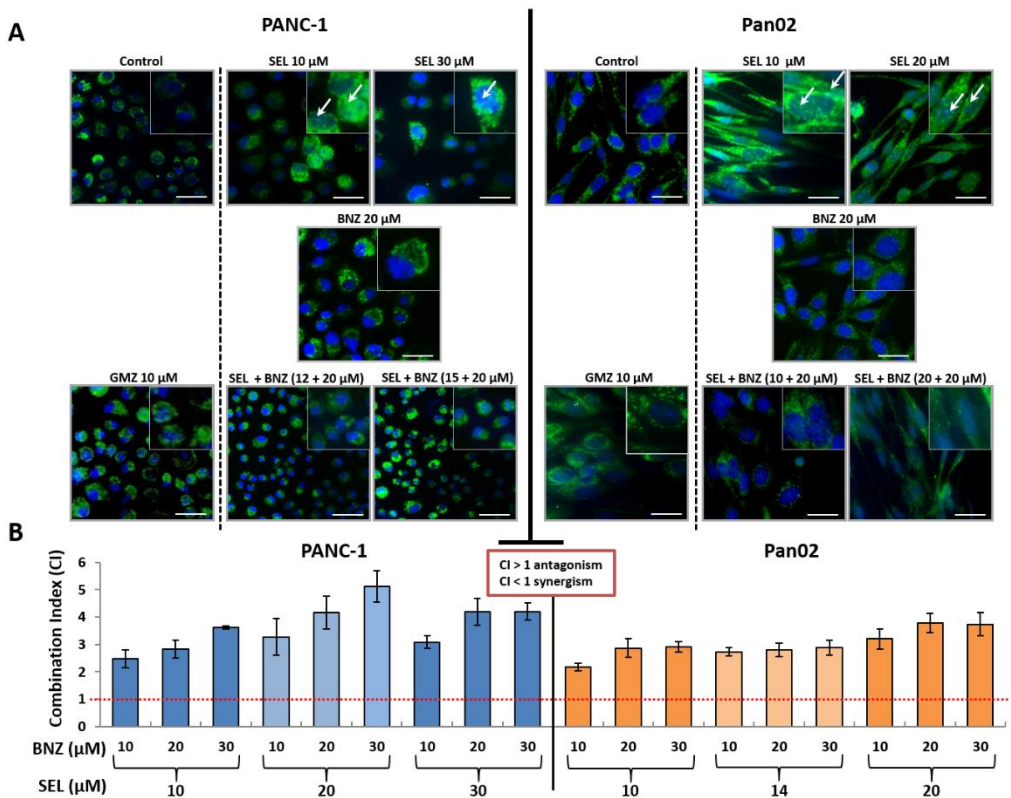 A
PANC-1
Pan02
Control
SEL 10 µM
SEL 30 µM
Control
SEL 10 µM
SEL 20 µM
BNZ 20 µM
BNZ 20 µM
GMZ 10 µM
SEL + BNZ (12 + 20 µM)
SEL + BNZ (15 + 20 µM)
GMZ 10 µM
SEL + BNZ (10 + 20 µM)
SEL + BNZ (20 + 20 µM)
B
PANC-1
Pan02
CI > 1 antagonism
CI < 1 synergism
Combination Index (CI)
6
5
4
3
2
1
0
BNZ (µM)
10 20 30 10 20 30 10 20 30 10 20 30 10 20 30 10 20 30
SEL (µM)
10 20 30 10 14 20